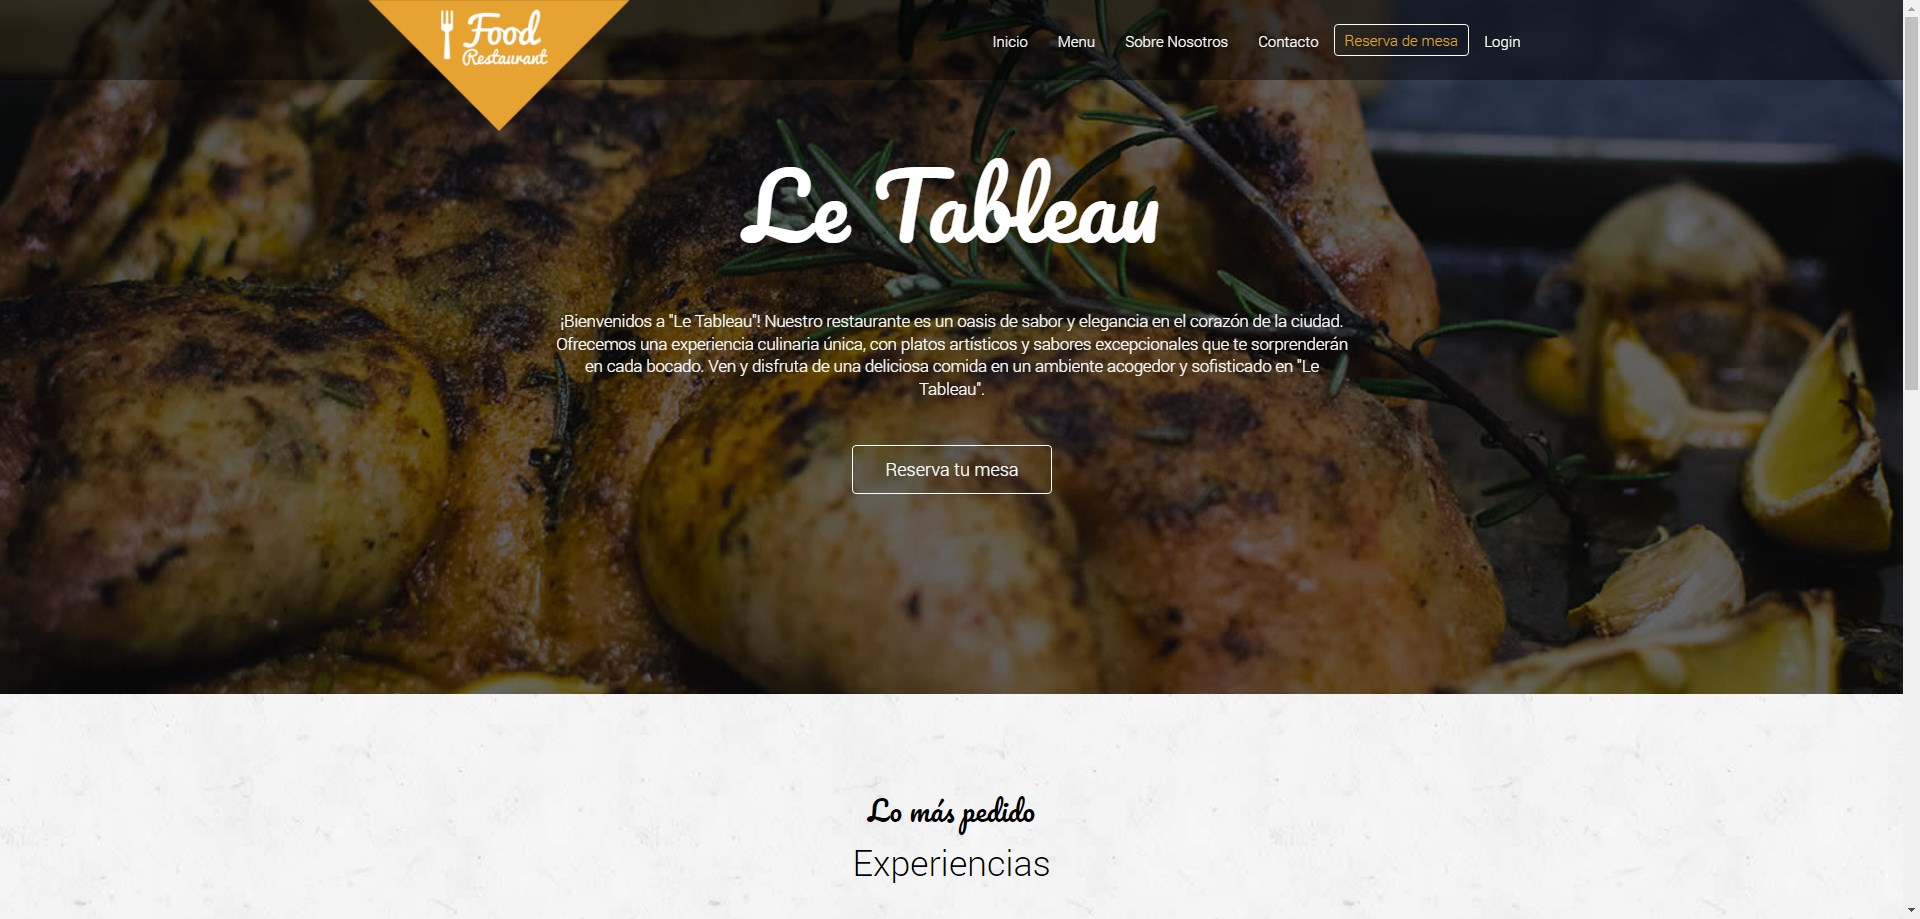 Food
Restaurant
Inicio Menu Sobre Nosotros Contacto Reserva de mesa Login
Le Tableau
¡Bienvenidos a "Le Tableau"! Nuestro restaurante es un oasis de sabor y elegancia en el corazón de la ciudad.
Ofrecemos una experiencia culinaria única, con platos artísticos y sabores excepcionales que te sorprenderán
en cada bocado. Ven y disfruta de una deliciosa comida en un ambiente acogedor y sofisticado en "Le
Tableau".
Reserva tu mesa
Lo más pedido
Experiencias